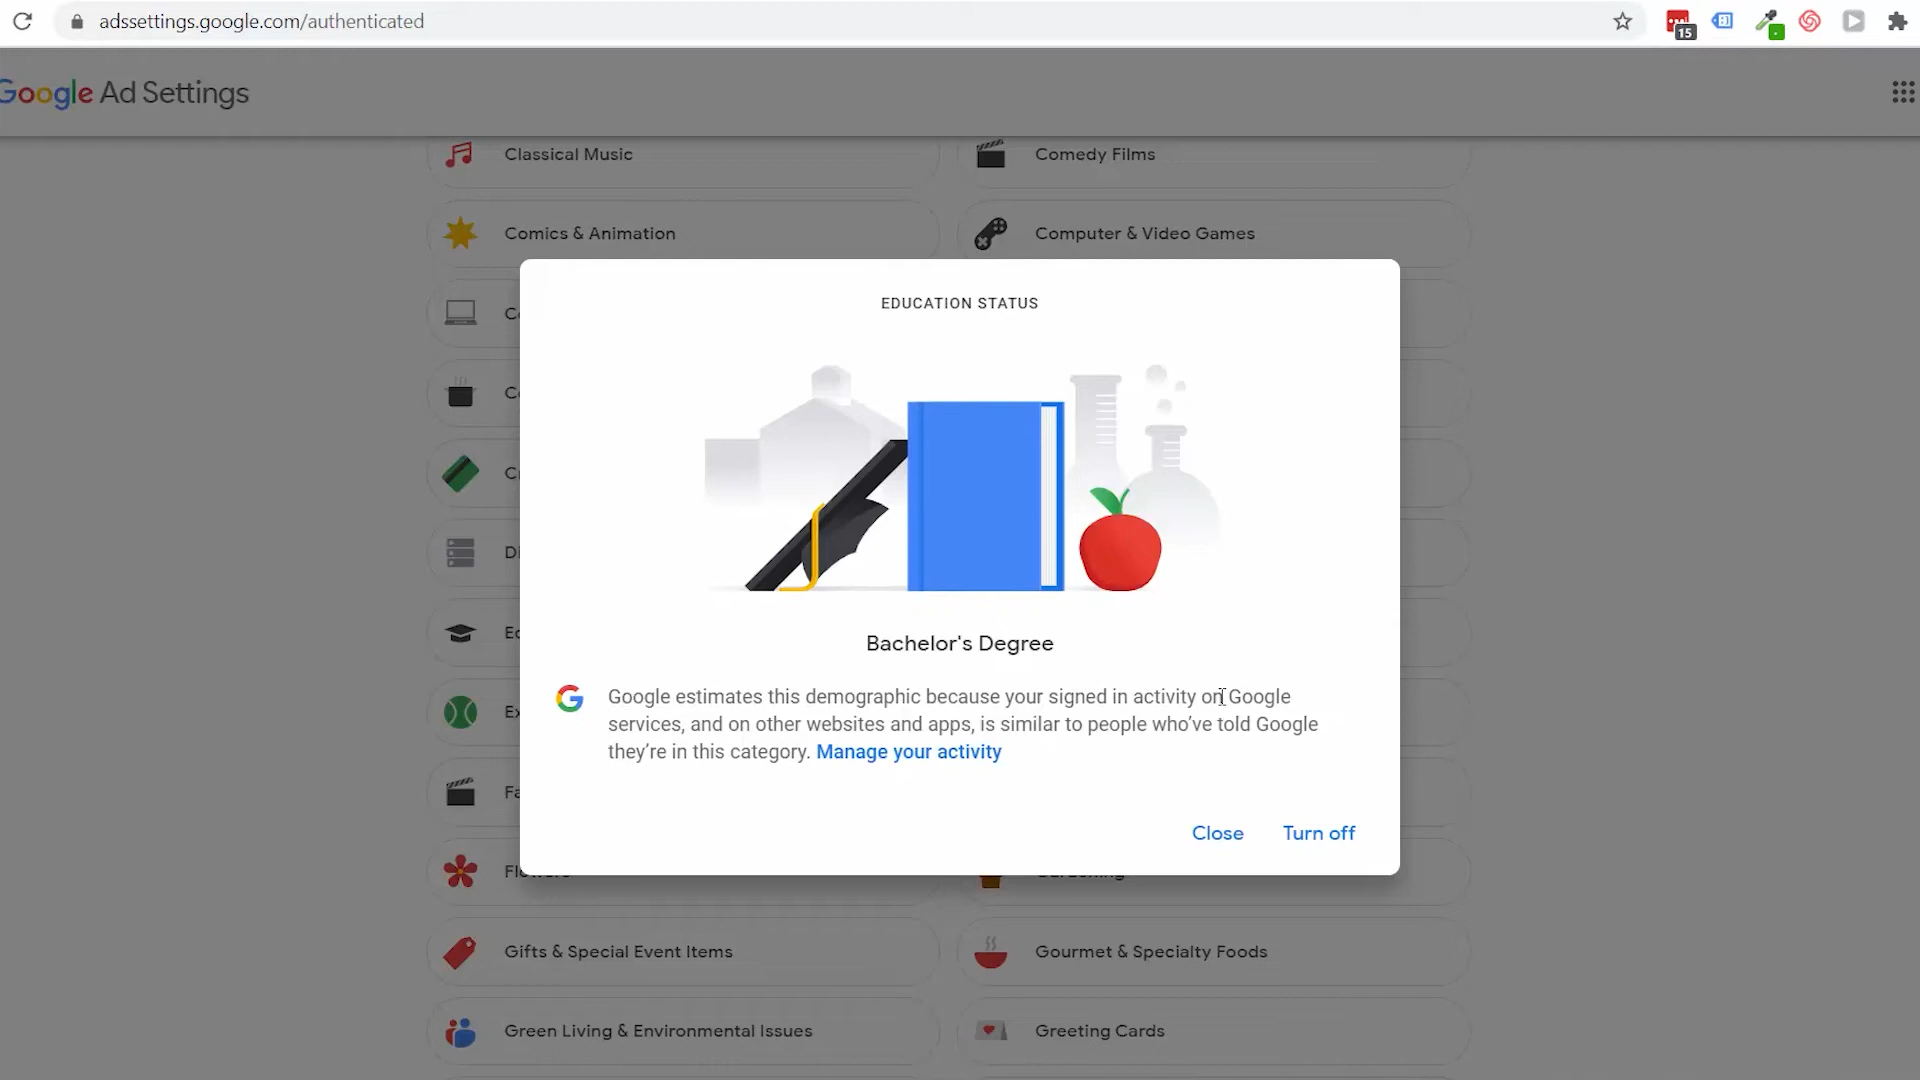 adssettings.google.com/authenticated
15
Google Ad Settings
Classical Music
Comedy Films
Comics & Animation
Computer & Video Games
EDUCATION STATUS
Bachelor's Degree
Google estimates this demographic because your signed in activity on Google
services, and on other websites and apps, is similar to people who've told Google
they're in this category. Manage your activity
Close
Turn off
Gifts & Special Event Items
Gourmet & Specialty Foods
Green Living & Environmental Issues
Greeting Cards